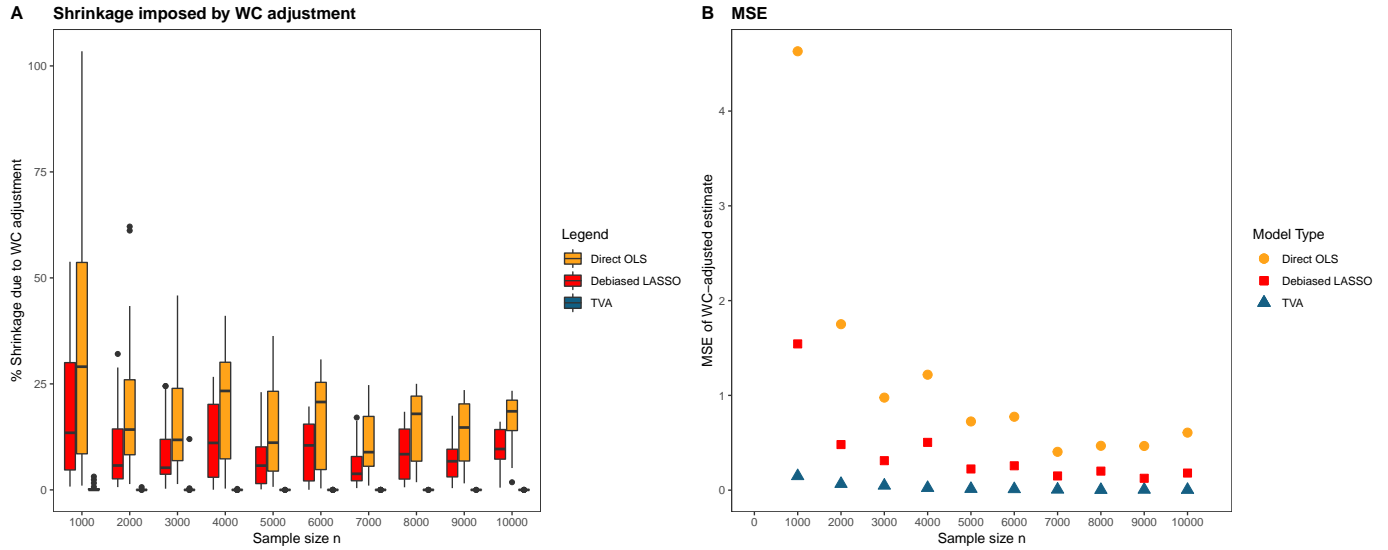 A Shrinkage imposed by WC adjustment
% Shrinkage due to WC adjustment
100
75
50
25
0
1000 2000 3000 4000 5000 6000 7000 8000 9000 10000
Sample size n
Legend
Direct OLS
Debiased LASSO
TVA
B MSE
MSE of WC−adjusted estimate
4
3
2
1
0
0 1000 2000 3000 4000 5000 6000 7000 8000 9000 10000
Sample size n
Model Type
Direct OLS
Debiased LASSO
TVA